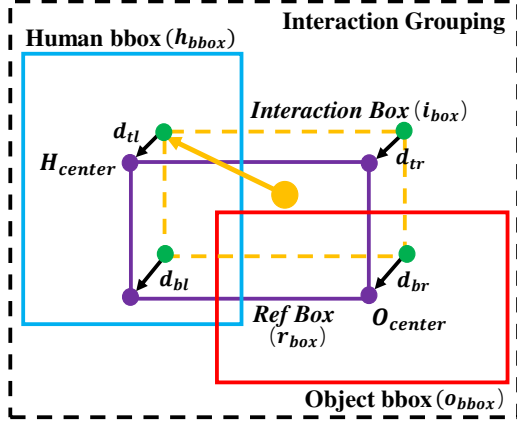 Interaction Grouping
Human bbox (h_bbox)
Interaction Box (i_box)
d_tl
d_tr
H_center
d_bl
d_br
Ref Box
(r_box)
O_center
Object bbox (o_bbox)